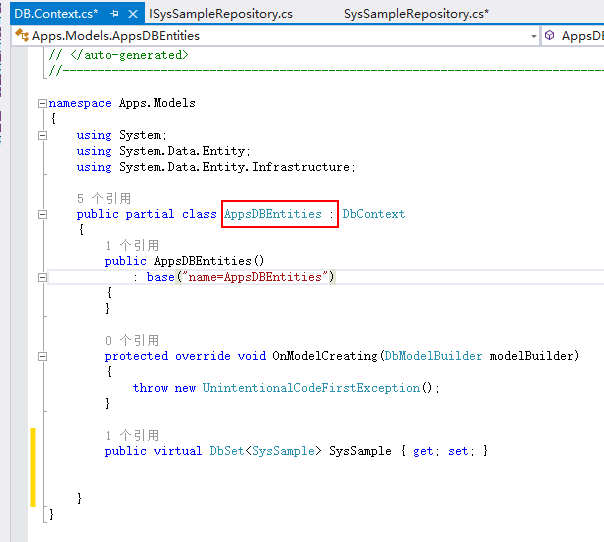 DB.Context.cs* ISysSampleRepository.cs SysSampleRepository.cs*
Apps.Models.AppsDBEntities AppsDB
// </auto-generated>
//------------------------------------------------------------------------------
namespace Apps.Models
{
using System;
using System.Data.Entity;
using System.Data.Entity.Infrastructure;
5 个引用
public partial class AppsDBEntities : DbContext
{
1 个引用
public AppsDBEntities()
: base("name=AppsDBEntities")
{
}
0 个引用
protected override void OnModelCreating(DbModelBuilder modelBuilder)
{
throw new UnintentionalCodeFirstException();
}
1 个引用
public virtual DbSet<SysSample> SysSample { get; set; }
}
}